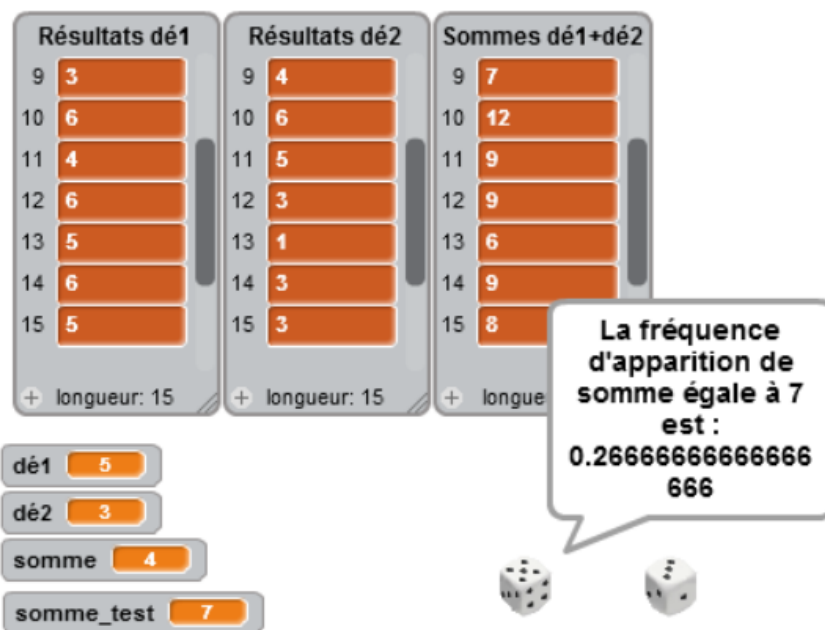 Résultats dé1 Résultats dé2 Sommes dé1+dé2
9 3 9 4 9 7
10 6 10 6 10 12
11 4 11 5 11 9
12 6 12 3 12 9
13 5 13 1 13 6
14 6 14 3 14 9
15 5 15 3 15 8
+ longueur: 15 + longueur: 15 + longue
La fréquence
d'apparition de
somme égale à 7
est :
0.26666666666666
666
dé1 5
dé2 3
somme 4
somme_test 7